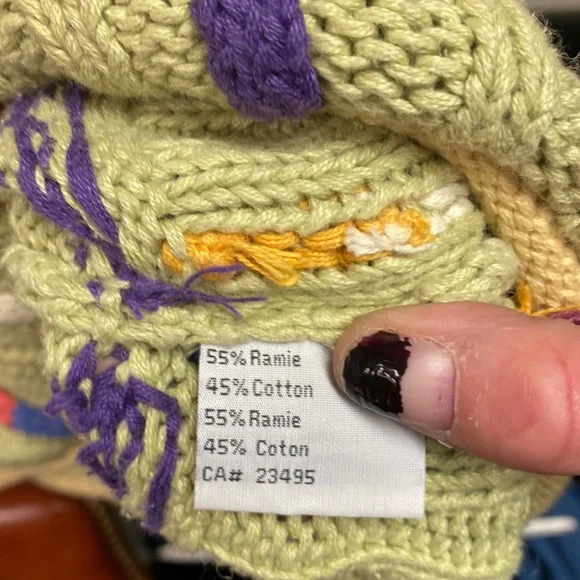 55% Ramie
45% Cotton
55% Ramie
45% Coton
CA# 23495